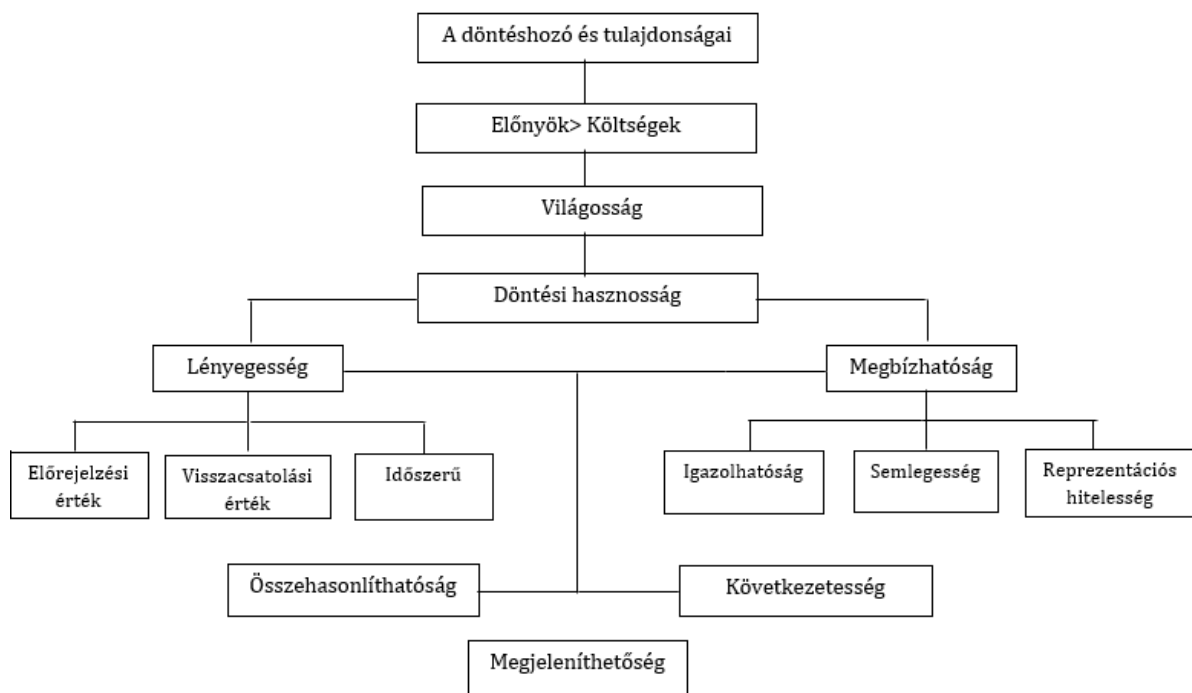 A döntéshozó és tulajdonságai
Előnyök> Költségek
Világosság
Döntési hasznosság
Lényegesség
Megbízhatóság
Előrejelzési
érték
Visszacsatolási
érték
Időszerű
Igazolhatóság
Semlegesség
Reprezentációs
hitelesség
Összehasonlíthatóság
Következetesség
Megjeleníthetőség